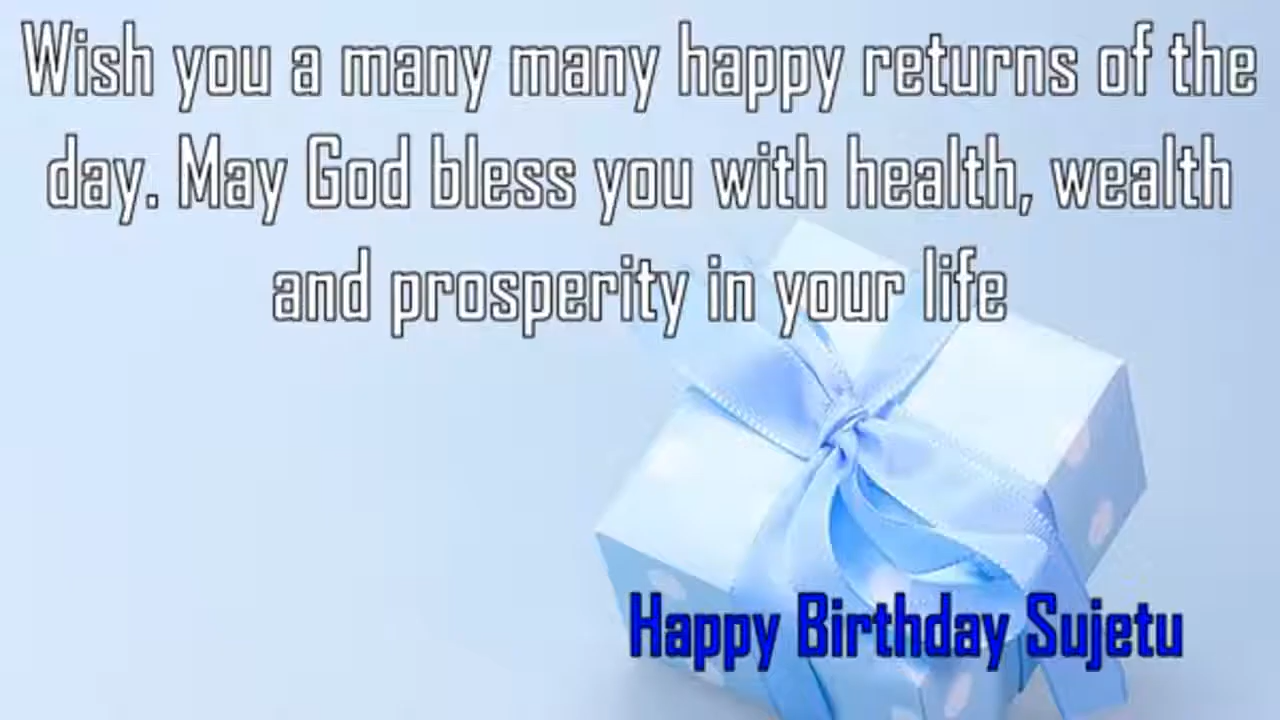 Wish you a many many happy returns of the
day. May God bless you with health, wealth
and prosperity in your life
Happy Birthday Sujetu